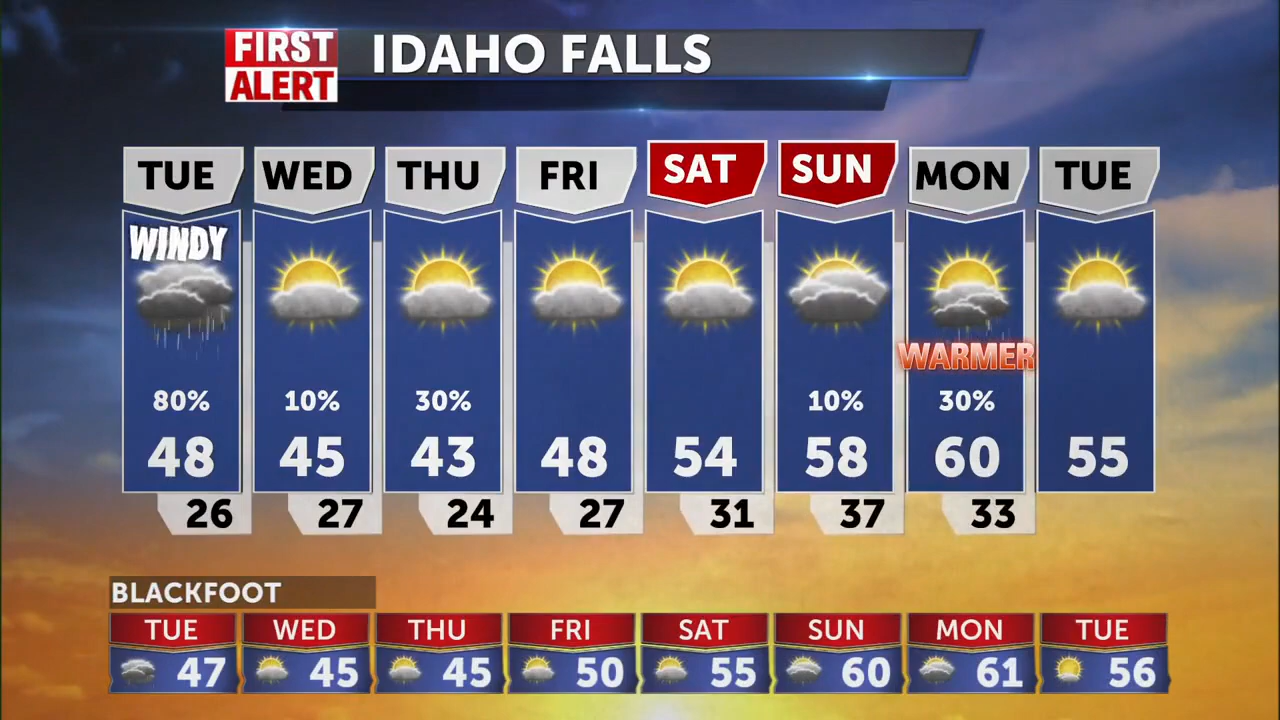 FIRST ALERT
IDAHO FALLS
TUE WED THU FRI SAT SUN MON TUE
WINDY
WARMER
80% 10% 30% 10% 30%
48 45 43 48 54 58 60 55
26 27 24 27 31 37 33
BLACKFOOT
TUE WED THU FRI SAT SUN MON TUE
47 45 45 50 55 60 61 56